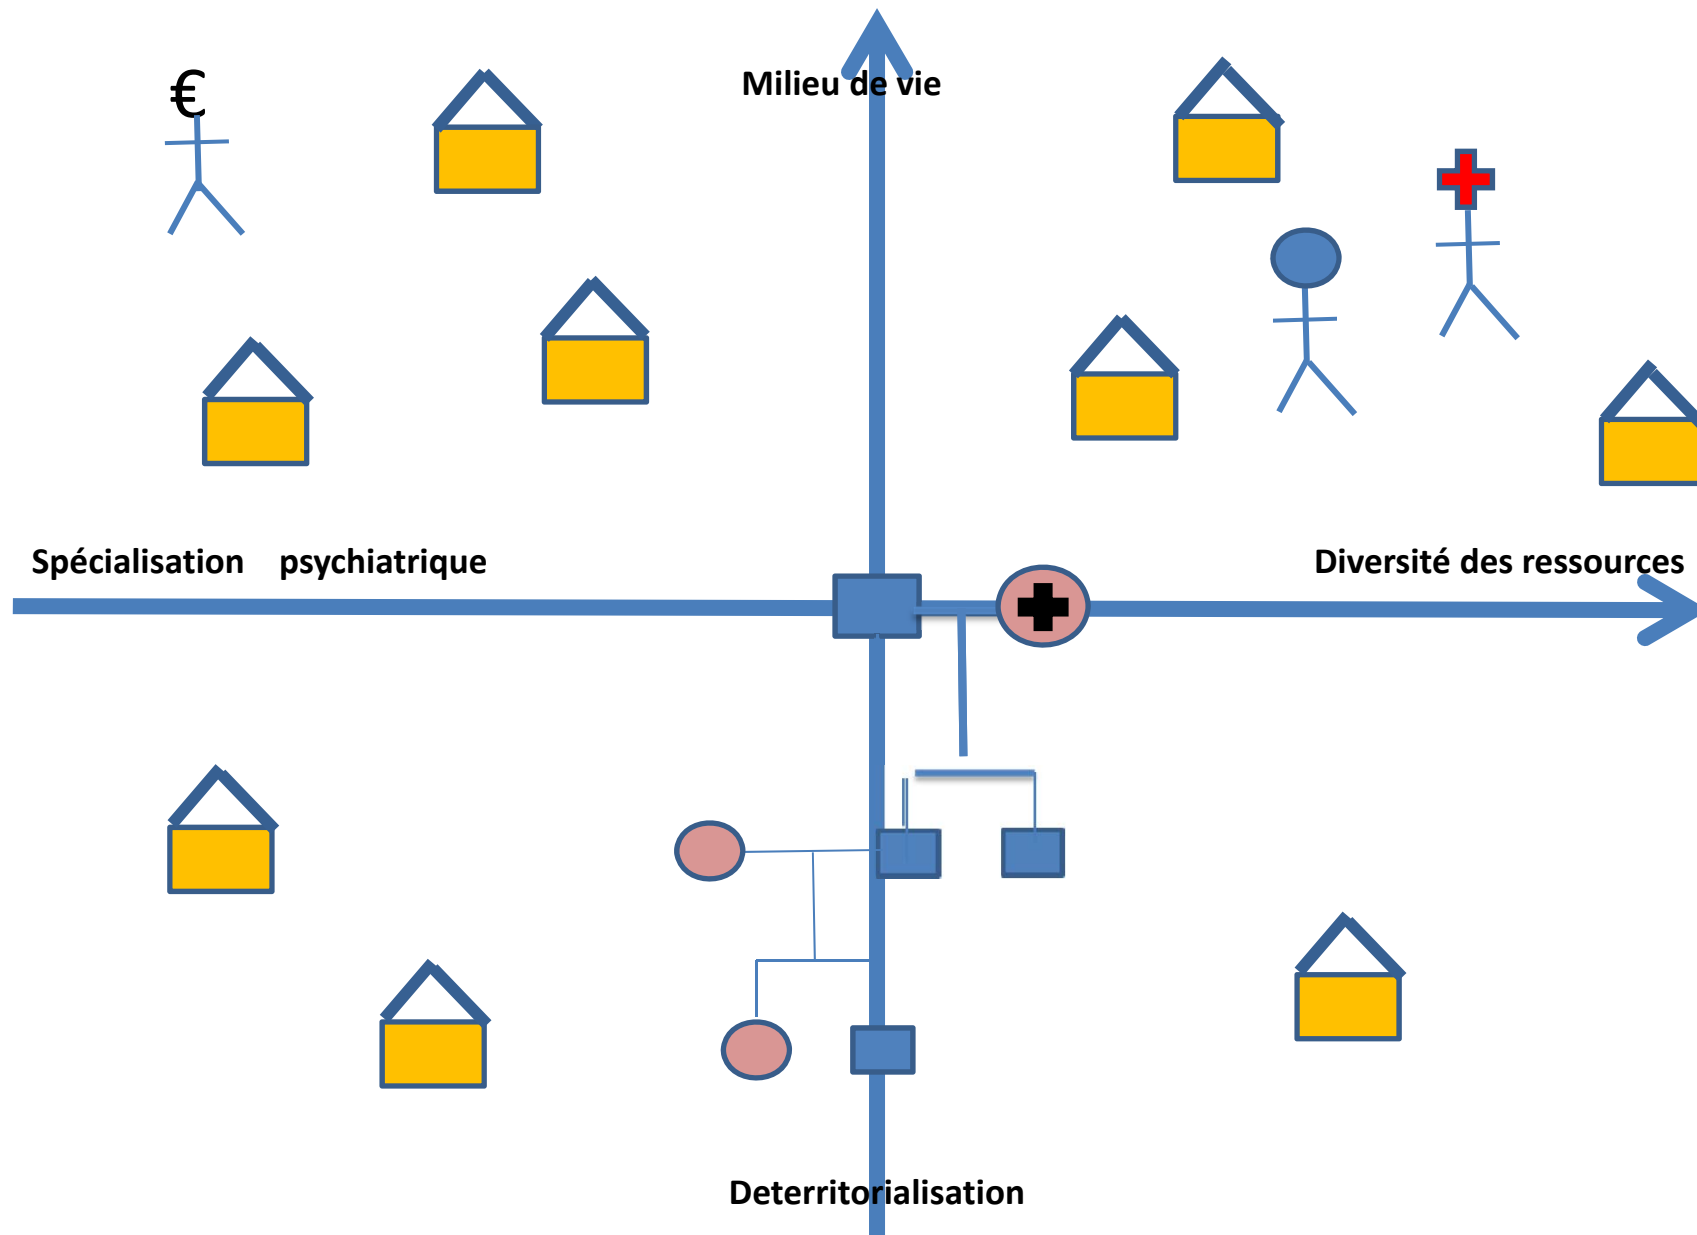 €
Milieu de vie
Spécialisation psychiatrique
Diversité des ressources
Deterritorialisation